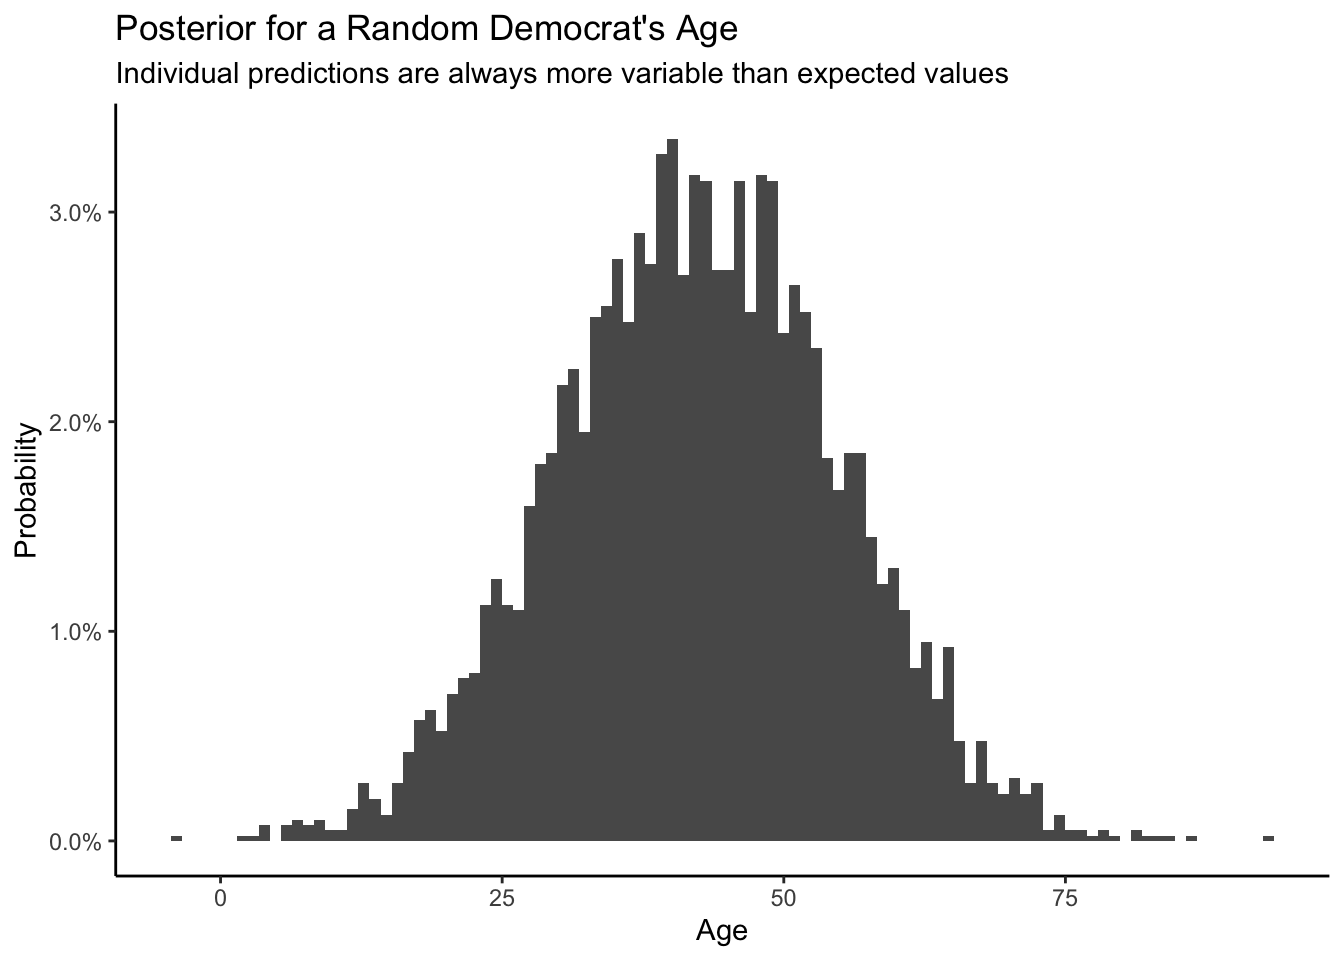 Posterior for a Random Democrat's Age
Individual predictions are always more variable than expected values
3.0%
2.0%
1.0%
0.0%
Probability
0 25 50 75
Age